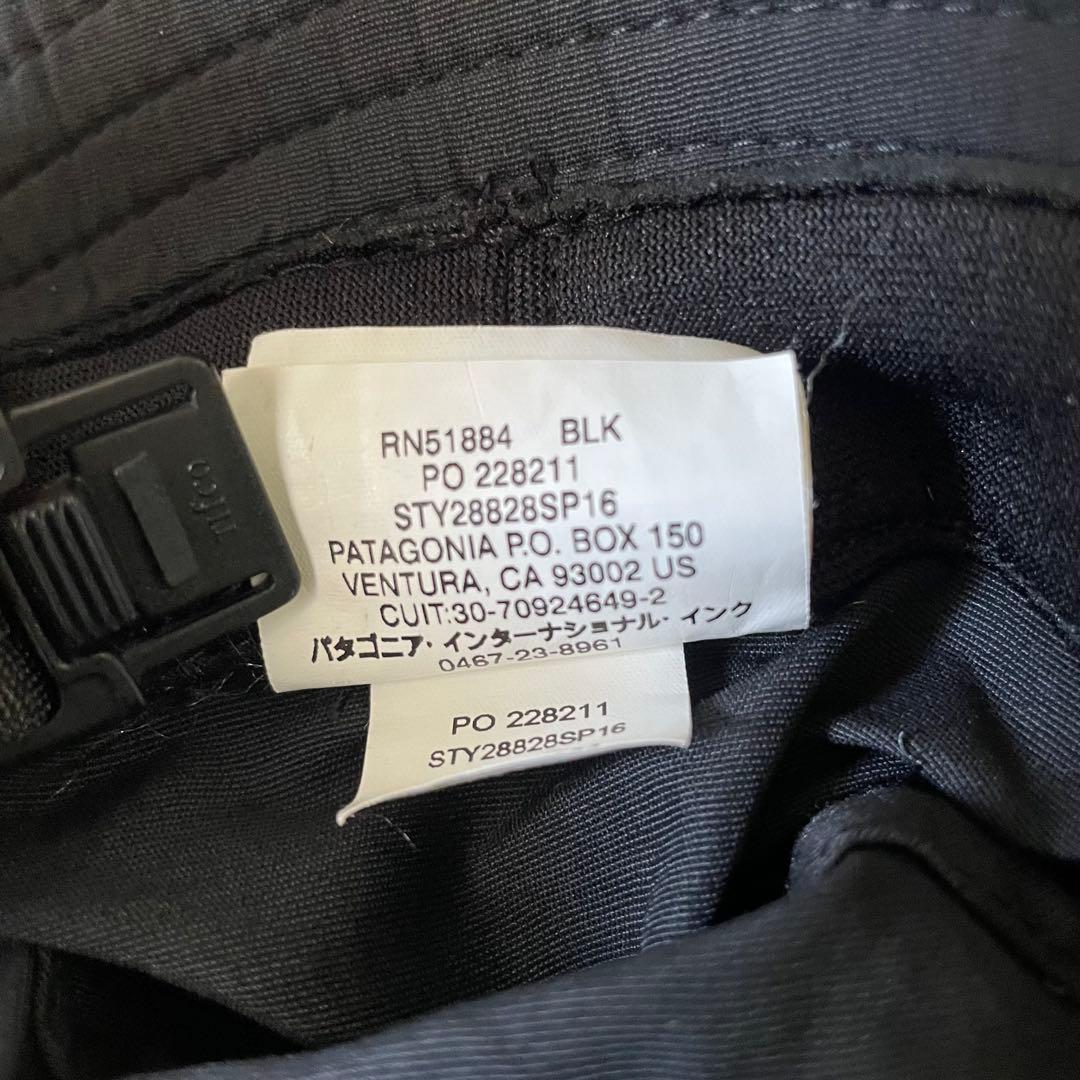 RN51884 BLK
PO 228211
STY28828SP16
PATAGONIA P.O. BOX 150
VENTURA, CA 93002 US
CUIT:30-70924649-2
パタゴニア・インターナショナル・インク
0467-23-8961
PO 228211
STY28828SP16
nifco